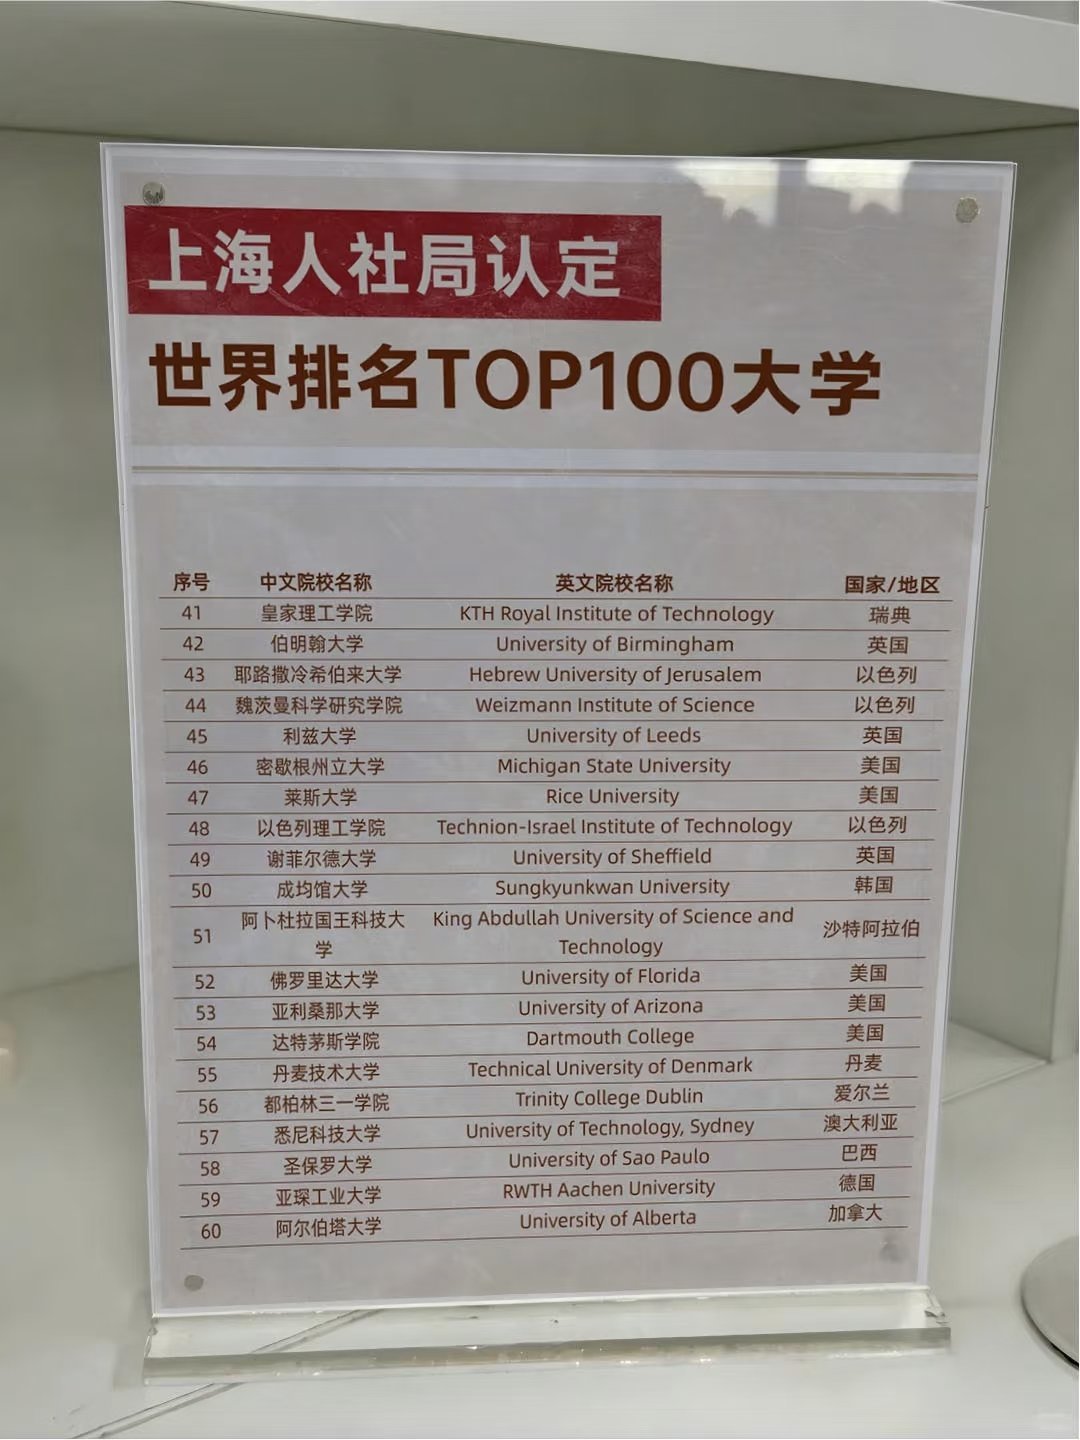 上海人社局认定
世界排名TOP100大学
序号 中文院校名称 英文院校名称 国家/地区
41 皇家理工学院 KTH Royal Institute of Technology 瑞典
42 伯明翰大学 University of Birmingham 英国
43 耶路撒冷希伯来大学 Hebrew University of Jerusalem 以色列
44 魏茨曼科学研究学院 Weizmann Institute of Science 以色列
45 利兹大学 University of Leeds 英国
46 密歇根州立大学 Michigan State University 美国
47 莱斯大学 Rice University 美国
48 以色列理工学院 Technion-Israel Institute of Technology 以色列
49 谢菲尔德大学 University of Sheffield 英国
50 成均馆大学 Sungkyunkwan University 韩国
51 阿卜杜拉国王科技大 King Abdullah University of Science and 沙特阿拉伯
学 Technology
52 佛罗里达大学 University of Florida 美国
53 亚利桑那大学 University of Arizona 美国
54 达特茅斯学院 Dartmouth College 美国
55 丹麦技术大学 Technical University of Denmark 丹麦
56 都柏林三一学院 Trinity College Dublin 爱尔兰
57 悉尼科技大学 University of Technology, Sydney 澳大利亚
58 圣保罗大学 University of Sao Paulo 巴西
59 亚琛工业大学 RWTH Aachen University 德国
60 阿尔伯塔大学 University of Alberta 加拿大